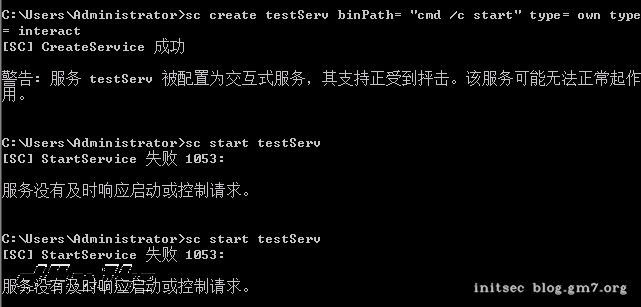 C:\Users\Administrator>sc create testServ binPath= "cmd /c start" type= own type
= interact
[SC] CreateService 成功
警告: 服务 testServ 被配置为交互式服务，其支持正受到抨击。该服务可能无法正常起作
用。
C:\Users\Administrator>sc start testServ
[SC] StartService 失败 1053:
服务没有及时响应启动或控制请求。
C:\Users\Administrator>sc start testServ
[SC] StartService 失败 1053:
服务没有及时响应启动或控制请求。
initsec blog.gm7.org